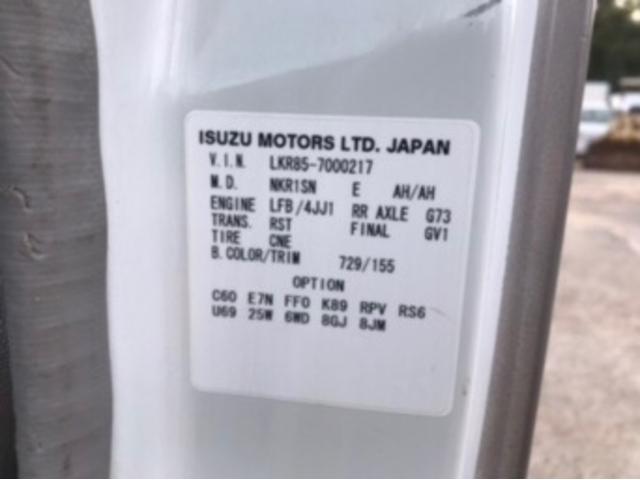 ISUZU MOTORS LTD. JAPAN
V.I.N. LKR85-7000217
M.D. NKR1SN E AH/AH
ENGINE LFB/4JJ1 RR AXLE G73
TRANS. RST FINAL GV1
TIRE CNE
B.COLOR/TRIM 729/155
OPTION
C60 E7N FF0 K89 RPV RS6
U69 25W 6WD 8GJ 8JM